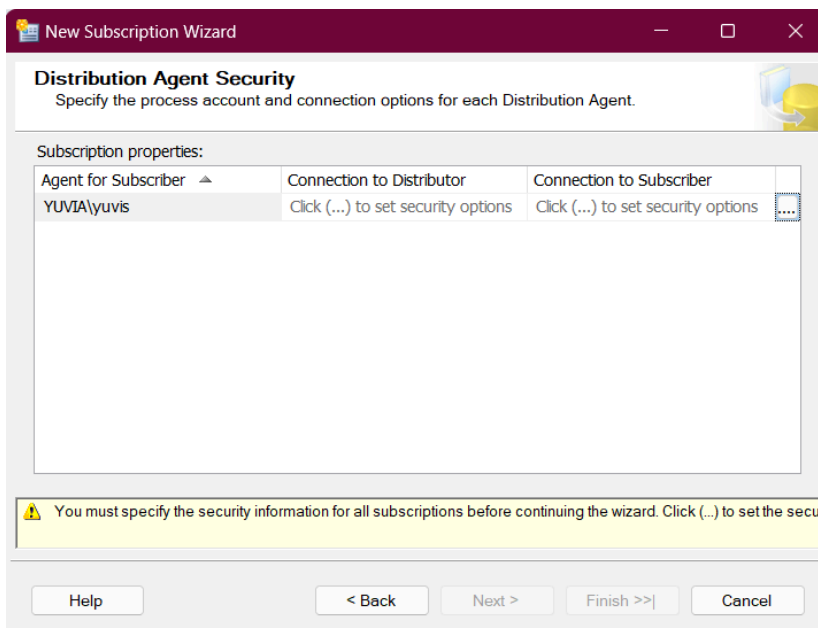 New Subscription Wizard
Distribution Agent Security
Specify the process account and connection options for each Distribution Agent.
Subscription properties:
Agent for Subscriber Connection to Distributor Connection to Subscriber
YUVIA\yuvis Click (...) to set security options Click (...) to set security options ....
You must specify the security information for all subscriptions before continuing the wizard. Click (...) to set the secu
Help < Back Next > Finish >>| Cancel